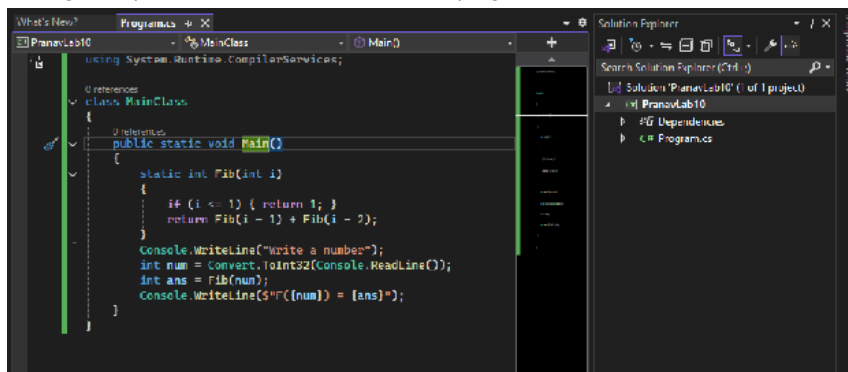 What's New?
Program.cs
Solution Explorer
PranavLab10
MainClass
Main()
Search Solution Explorer (Ctrl+;)
Solution 'PranavLab10' (1 of 1 project)
PranavLab10
Dependencies
C# Program.cs
using System.Runtime.CompilerServices;
0 references
class MainClass
{
0 references
public static void Main()
{
static int Fib(int i)
{
if (i <= 1) { return 1; }
return Fib(i - 1) + Fib(i - 2);
}
Console.WriteLine("Write a number");
int num = Convert.ToInt32(Console.ReadLine());
int ans = Fib(num);
Console.WriteLine($"F({num}) = {ans}");
}
}